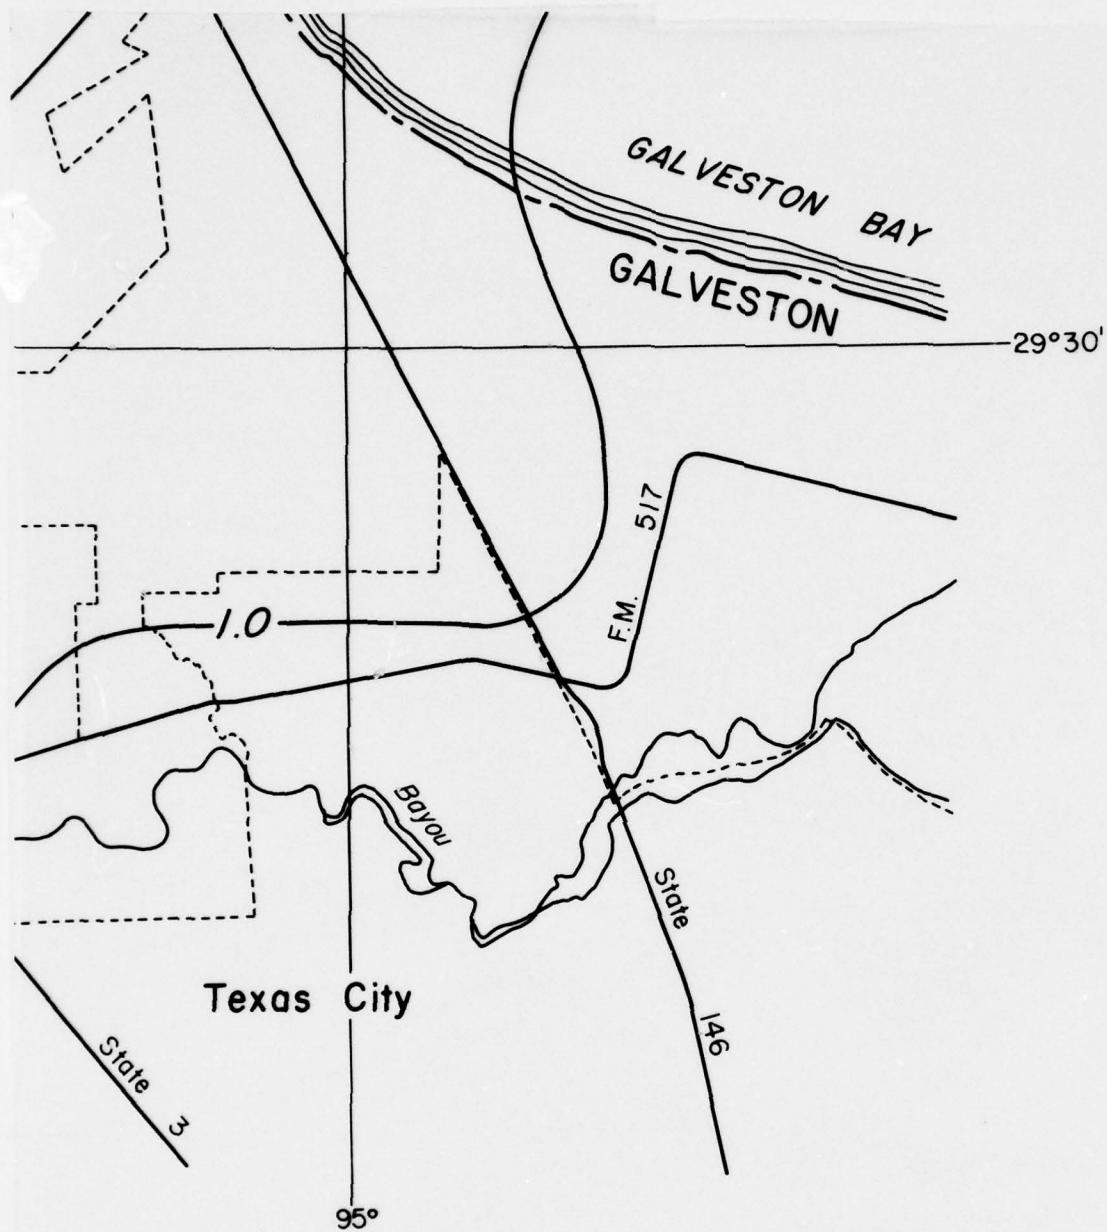 GALVESTON BAY
GALVESTON
29°30'
F.M. 517
1.0
Bayou
State 146
Texas City
State 3
95°